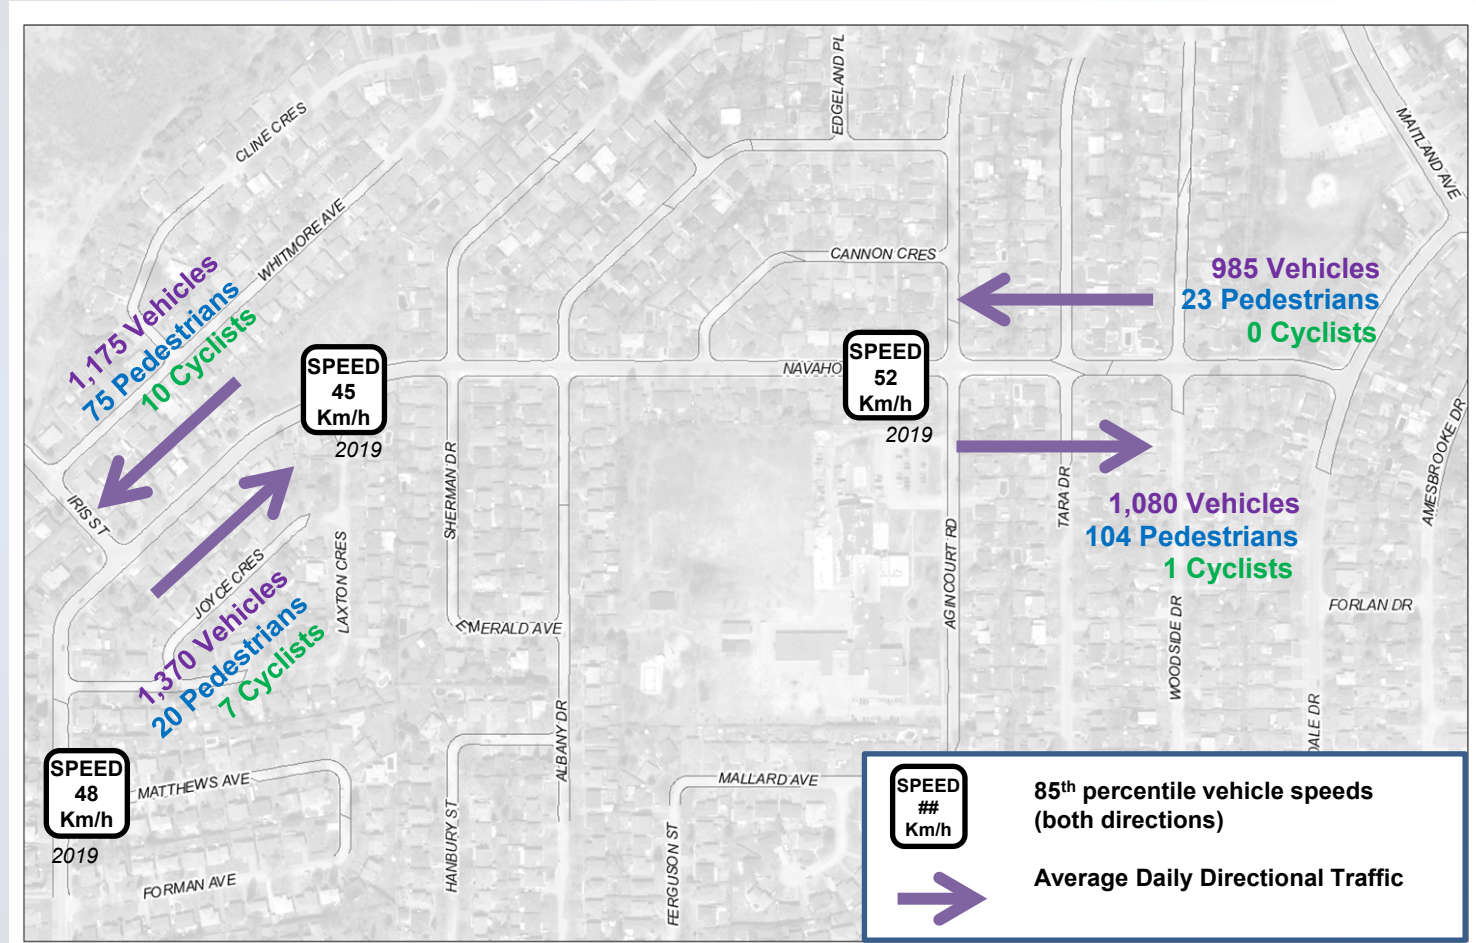 EDGELAND PL
MAITLAND AVE
CLINE CRES
WHITMORE AVE
CANNON CRES
1,175 Vehicles
75 Pedestrians
10 Cyclists
985 Vehicles
23 Pedestrians
0 Cyclists
SPEED
45
Km/h
2019
NAVAHO
SPEED
52
Km/h
2019
IRIS ST
SHERMAN DR
TARA DR
AMESBROOKE DR
1,080 Vehicles
104 Pedestrians
1 Cyclists
JOYCE CRES
LAXTON CRES
AGINCOURT RD
EMERALD AVE
FORLAN DR
WOODSIDE DR
1,370 Vehicles
20 Pedestrians
7 Cyclists
ALBANY DR
DALE DR
SPEED
48
Km/h
2019
MATTHEWS AVE
MALLARD AVE
HANBURY ST
FERGUSON ST
FORMAN AVE
SPEED
##
Km/h
85th percentile vehicle speeds
(both directions)
Average Daily Directional Traffic